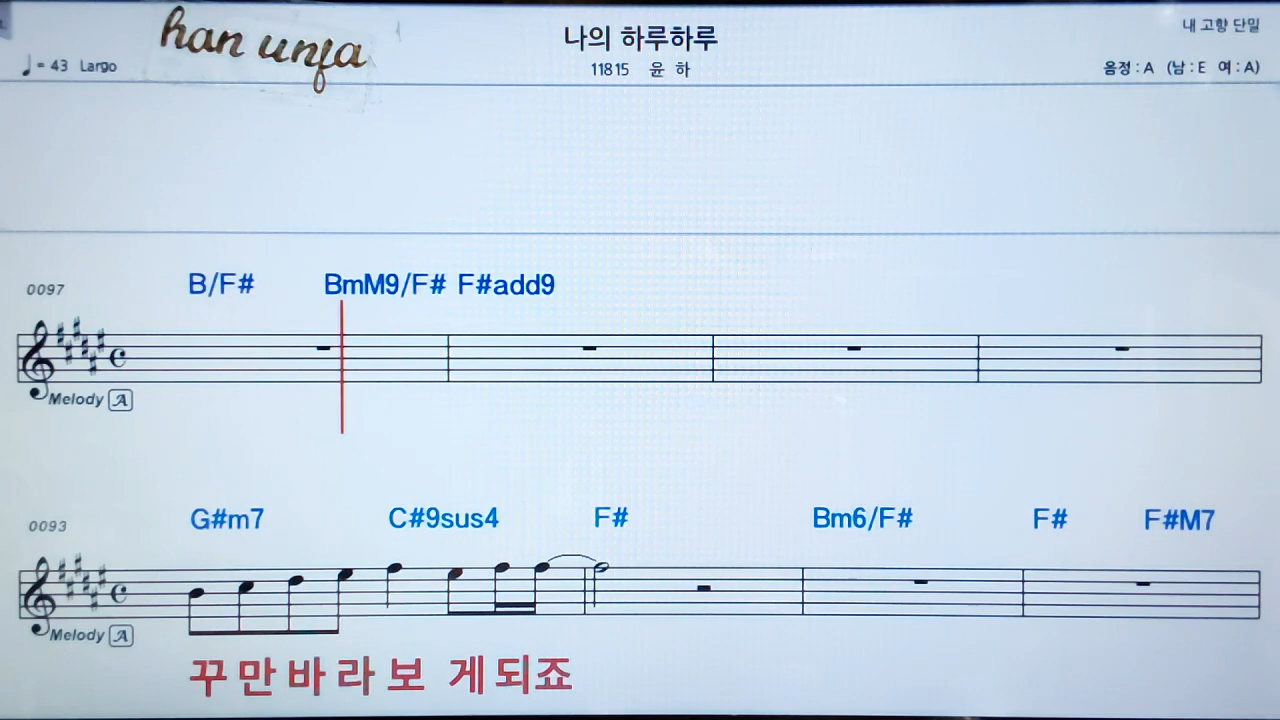 han unfa
나의 하루하루
내 고향 단밀
♩= 43 Largo
11815 윤 하
음정 : A (남 : E 여 : A)
B/F# BmM9/F# F#add9
0097
Melody A
G#m7 C#9sus4 F# Bm6/F# F# F#M7
0093
Melody A
꾸 만 바 라 보 게 되 죠